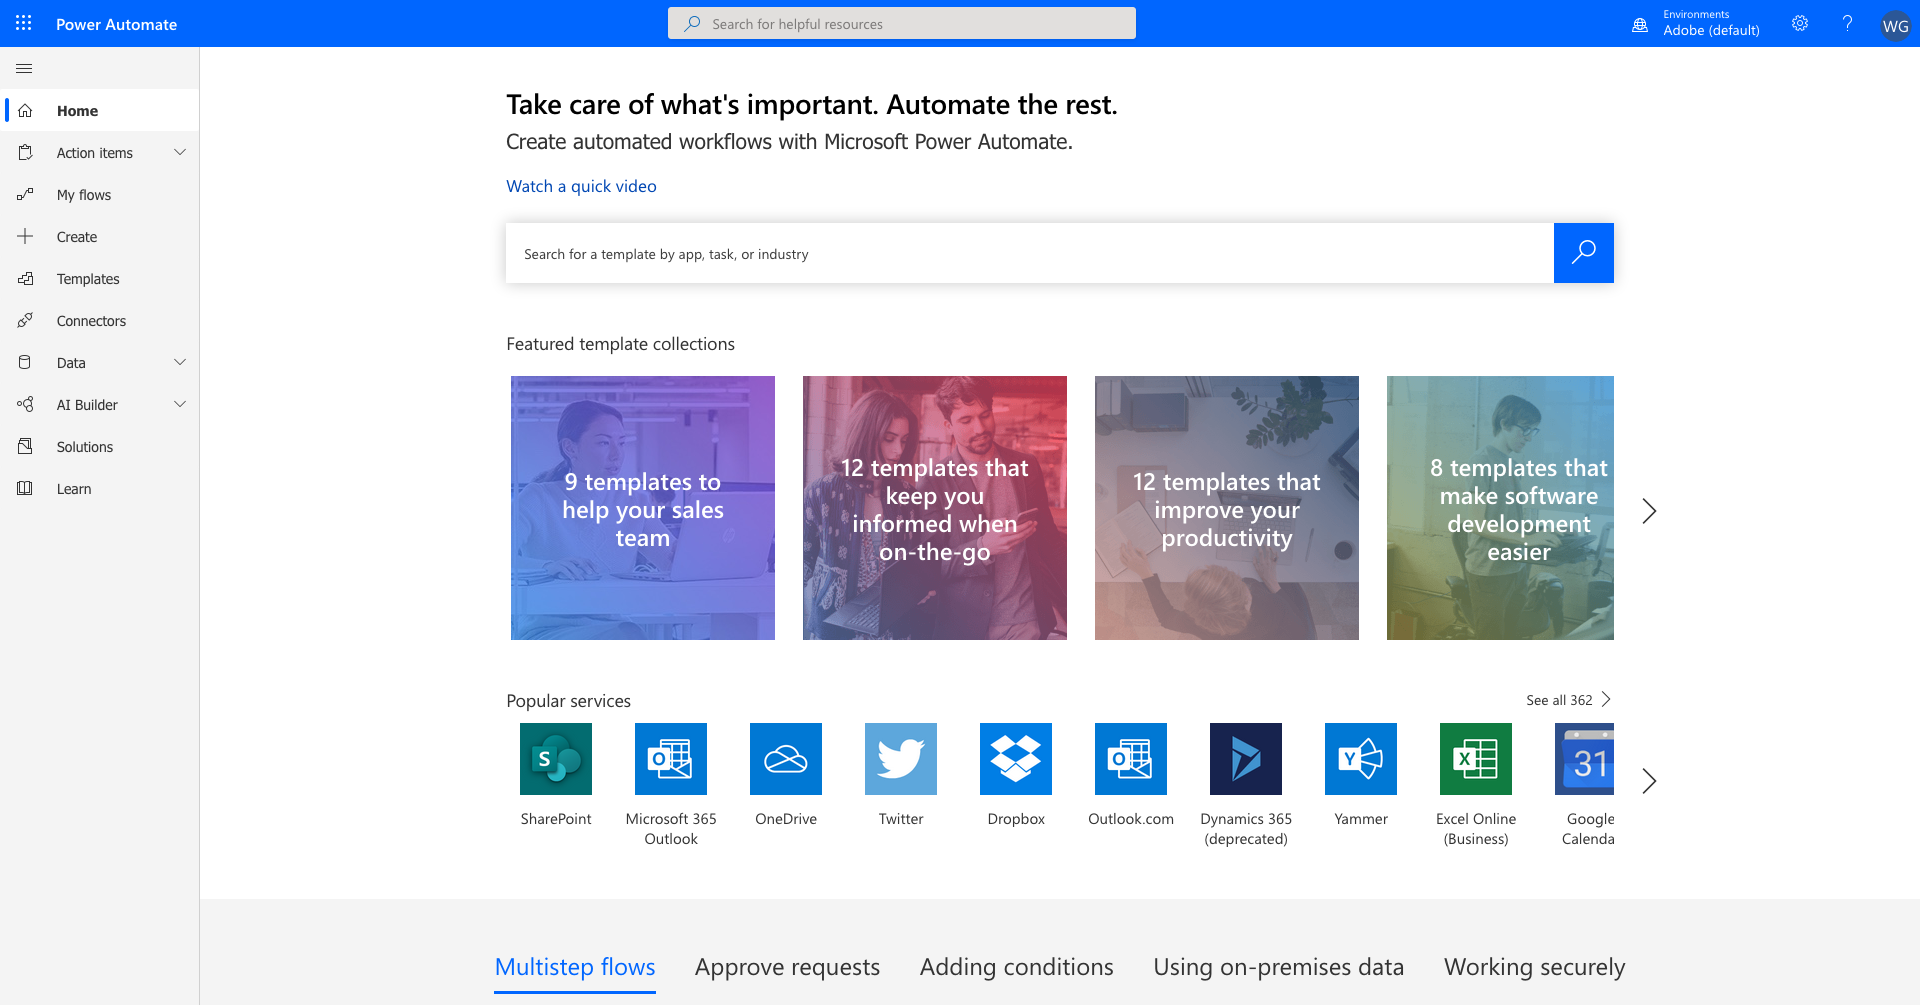 Power Automate
Search for helpful resources
Environments
Adobe (default)
?
WG
Home
Action items
My flows
Create
Templates
Connectors
Data
AI Builder
Solutions
Learn
Take care of what's important. Automate the rest.
Create automated workflows with Microsoft Power Automate.
Watch a quick video
Search for a template by app, task, or industry
Featured template collections
9 templates to
help your sales
team
12 templates that
keep you
informed when
on-the-go
12 templates that
improve your
productivity
8 templates that
make software
development
easier
Popular services
See all 362
S
SharePoint
O
Microsoft 365
Outlook
OneDrive
Twitter
Dropbox
O
Outlook.com
Dynamics 365
(deprecated)
Y
Yammer
X
Excel Online
(Business)
31
Google
Calenda
Multistep flows
Approve requests
Adding conditions
Using on-premises data
Working securely